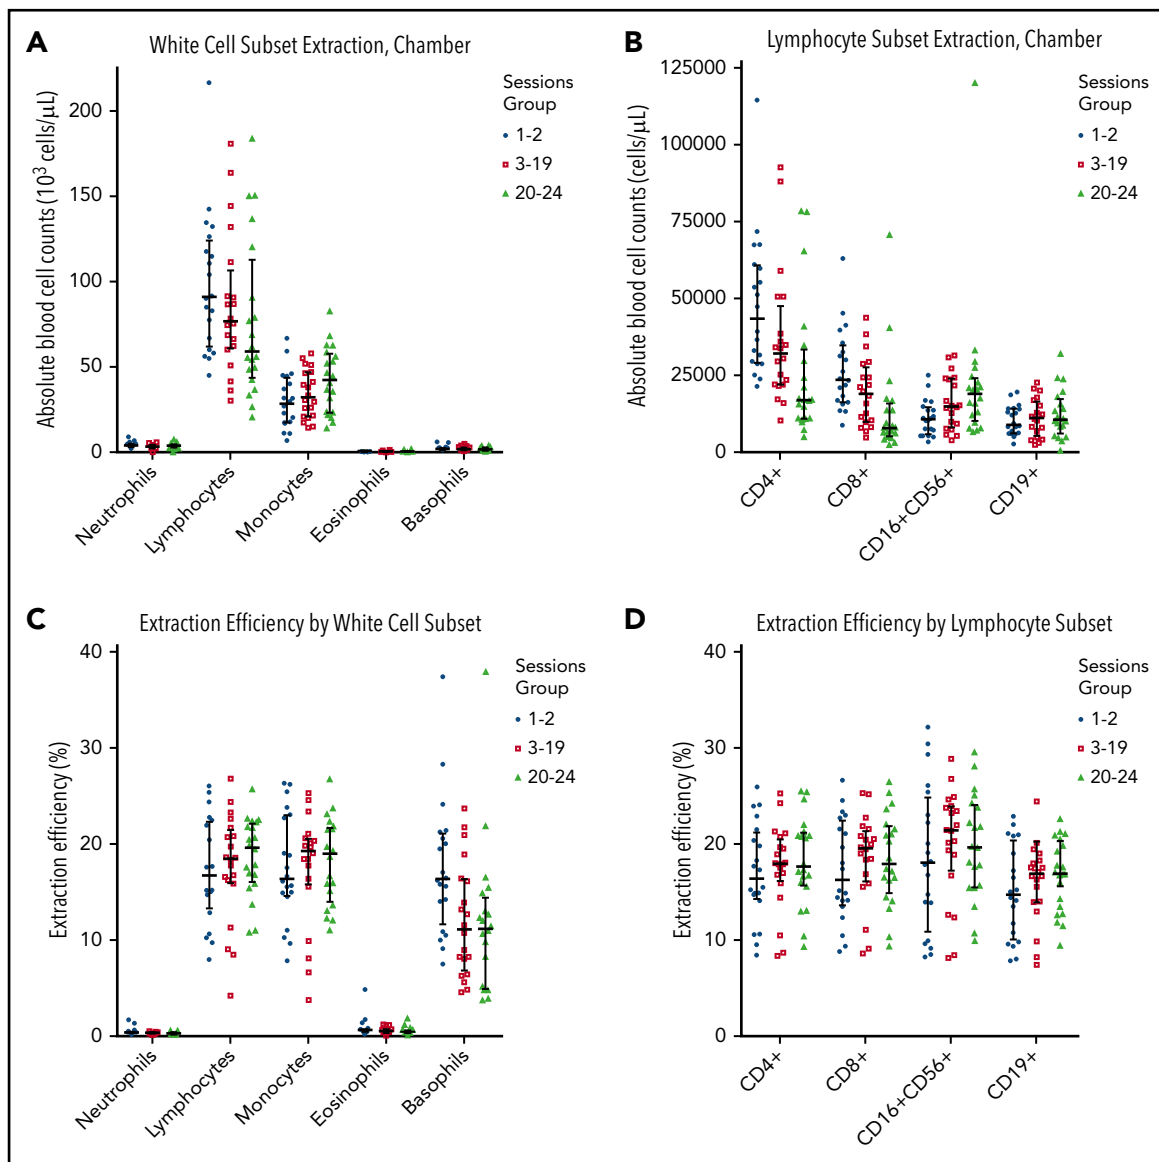 A
White Cell Subset Extraction, Chamber
Absolute blood cell counts (10³ cells/µL)
200
150
100
50
0
Neutrophils
Lymphocytes
Monocytes
Eosinophils
Basophils
Sessions
Group
1-2
3-19
20-24
B
Lymphocyte Subset Extraction, Chamber
Absolute blood cell counts (cells/µL)
125000
100000
75000
50000
25000
0
CD4+
CD8+
CD16+CD56+
CD19+
Sessions
Group
1-2
3-19
20-24
C
Extraction Efficiency by White Cell Subset
Extraction efficiency (%)
40
30
20
10
0
Neutrophils
Lymphocytes
Monocytes
Eosinophils
Basophils
Sessions
Group
1-2
3-19
20-24
D
Extraction Efficiency by Lymphocyte Subset
Extraction efficiency (%)
40
30
20
10
0
CD4+
CD8+
CD16+CD56+
CD19+
Sessions
Group
1-2
3-19
20-24